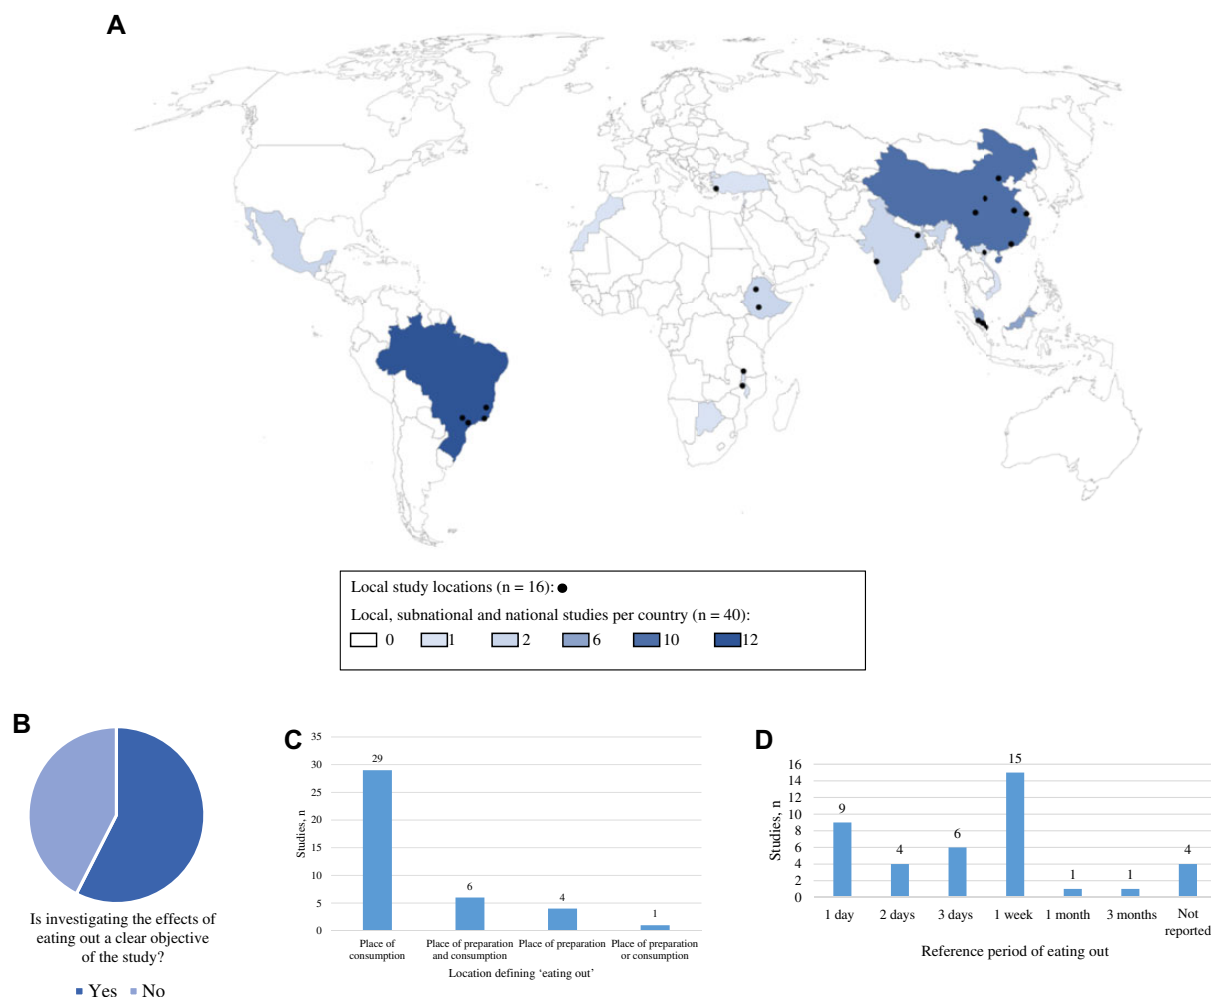 A
Local study locations (n = 16):
Local, subnational and national studies per country (n = 40):
0 1 2 6 10 12
B
Is investigating the effects of
eating out a clear objective
of the study?
Yes No
C
35
30
25
20
15
10
5
0
Studies, n
29
6
4
1
Place of consumption
Place of preparation and consumption
Place of preparation
Place of preparation or consumption
Location defining ‘eating out’
D
16
14
12
10
8
6
4
2
0
Studies, n
9
4
6
15
1
1
4
1 day
2 days
3 days
1 week
1 month
3 months
Not reported
Reference period of eating out